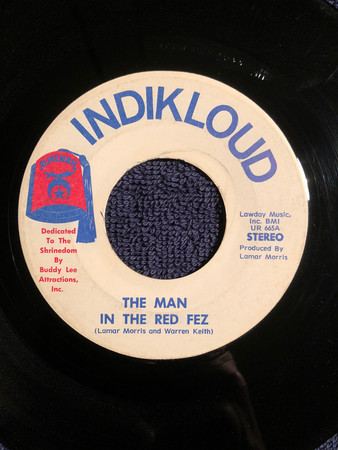 INDIKLOUD
Dedicated
To The
Shrinedom
By
Buddy Lee
Attractions,
Inc.
Lawday Music,
Inc. BMI
UR 665A
STEREO
Produced By
Lamar Morris
THE MAN
IN THE RED FEZ
(Lamar Morris and Warren Keith)